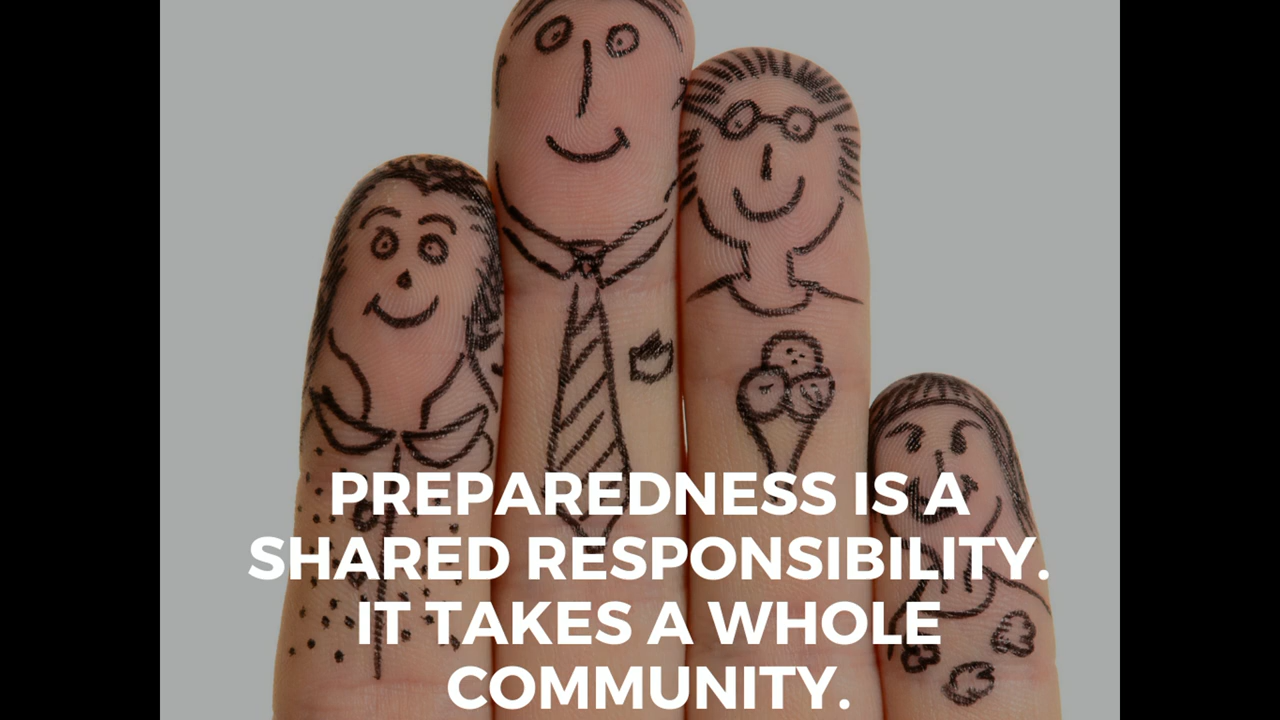 PREPAREDNESS IS A
SHARED RESPONSIBILITY.
IT TAKES A WHOLE
COMMUNITY.